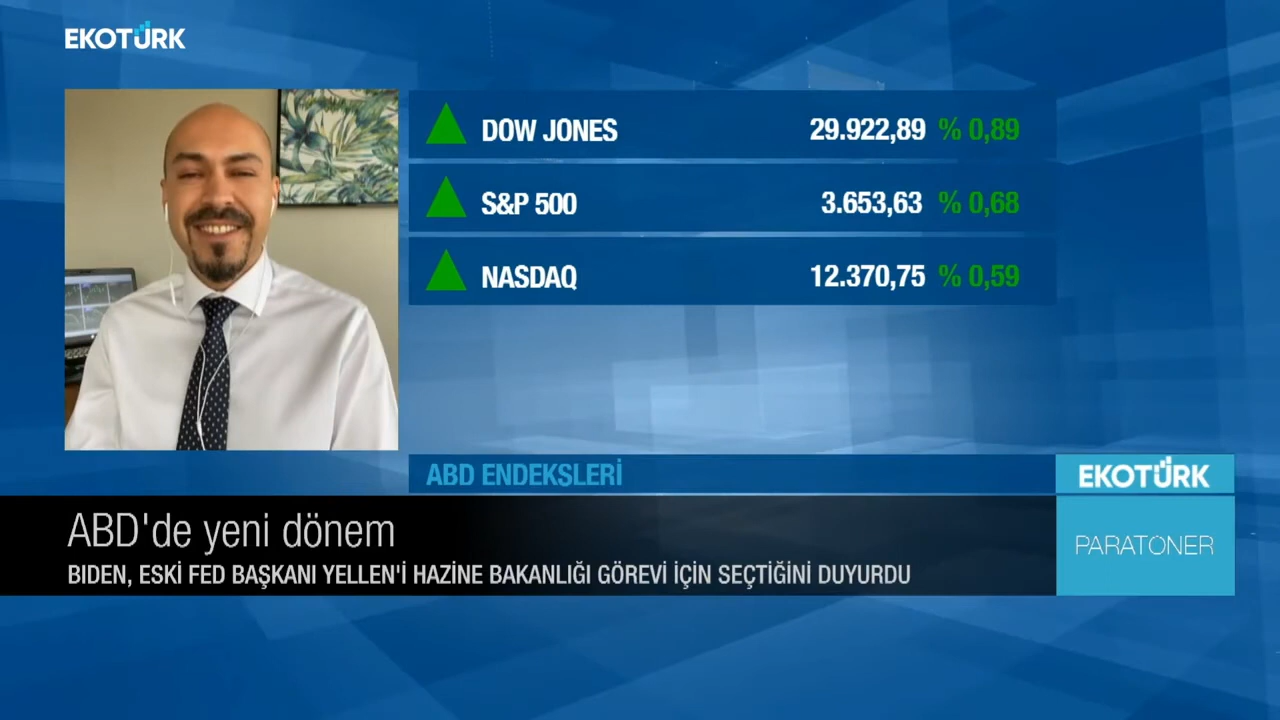 EKOTÜRK
DOW JONES 29.922,89 % 0,89
S&P 500 3.653,63 % 0,68
NASDAQ 12.370,75 % 0,59
ABD ENDEKSLERİ
EKOTÜRK
ABD'de yeni dönem
PARATONER
BIDEN, ESKİ FED BAŞKANI YELLEN'İ HAZİNE BAKANLIĞI GÖREVİ İÇİN SEÇTİĞİNİ DUYURDU